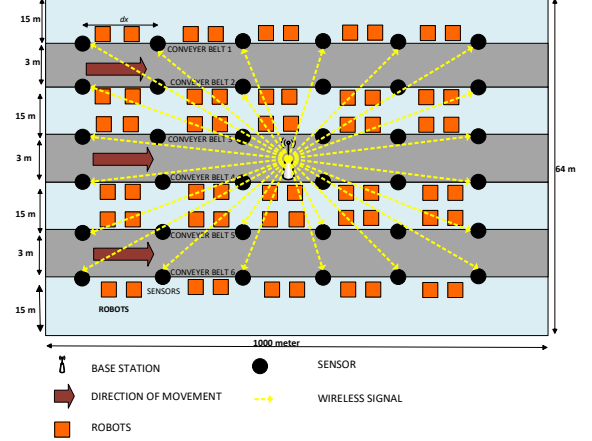 15 m
dx
CONVEYER BELT 1
3 m
CONVEYER BELT 2
15 m
CONVEYER BELT 3
3 m
CONVEYER BELT 4
64 m
15 m
CONVEYER BELT 5
3 m
CONVEYER BELT 6
SENSORS
15 m
ROBOTS
1000 meter
BASE STATION
SENSOR
DIRECTION OF MOVEMENT
WIRELESS SIGNAL
ROBOTS